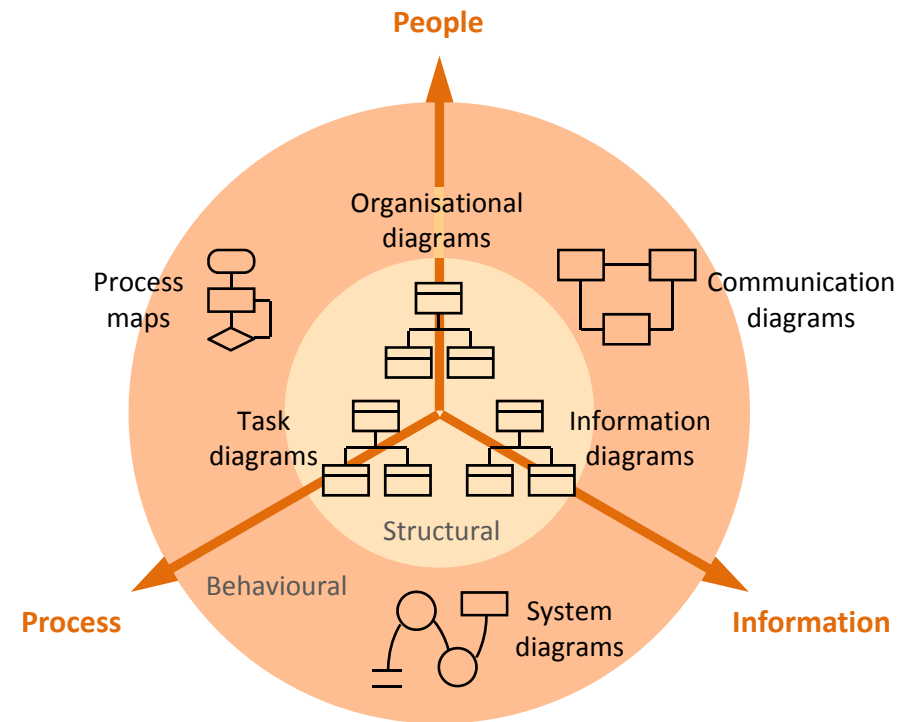 People
Organisational
diagrams
Process
maps
Communication
diagrams
Task
diagrams
Information
diagrams
Structural
Behavioural
Process
System
diagrams
Information